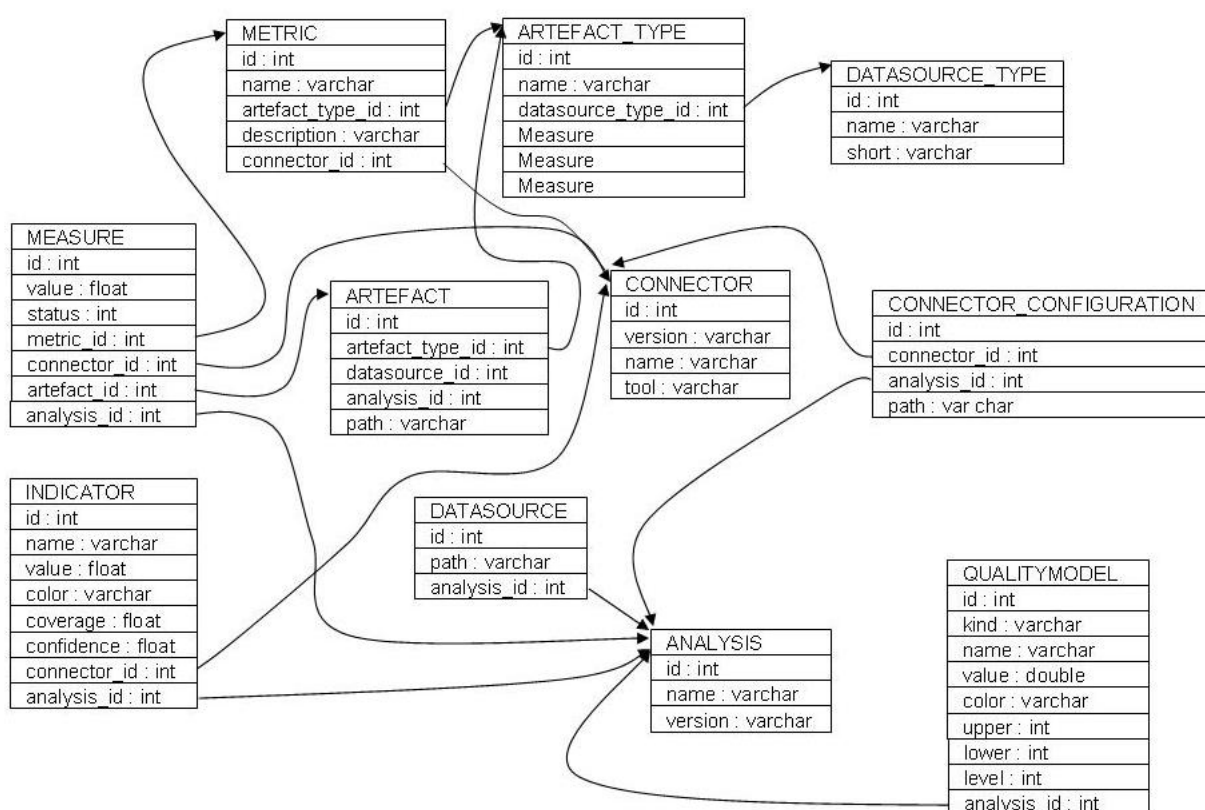 METRIC
id : int
name : varchar
artefact_type_id : int
description : varchar
connector_id : int
ARTEFACT_TYPE
id : int
name : varchar
datasource_type_id : int
Measure
Measure
Measure
DATASOURCE_TYPE
id : int
name : varchar
short : varchar
MEASURE
id : int
value : float
status : int
metric_id : int
connector_id : int
artefact_id : int
analysis_id : int
ARTEFACT
id : int
artefact_type_id : int
datasource_id : int
analysis_id : int
path : varchar
CONNECTOR
id : int
version : varchar
name : varchar
tool : varchar
CONNECTOR_CONFIGURATION
id : int
connector_id : int
analysis_id : int
path : var char
INDICATOR
id : int
name : varchar
value : float
color : varchar
coverage : float
confidence : float
connector_id : int
analysis_id : int
DATASOURCE
id : int
path : varchar
analysis_id : int
ANALYSIS
id : int
name : varchar
version : varchar
QUALITYMODEL
id : int
kind : varchar
name : varchar
value : double
color : varchar
upper : int
lower : int
level : int
analysis_id : int